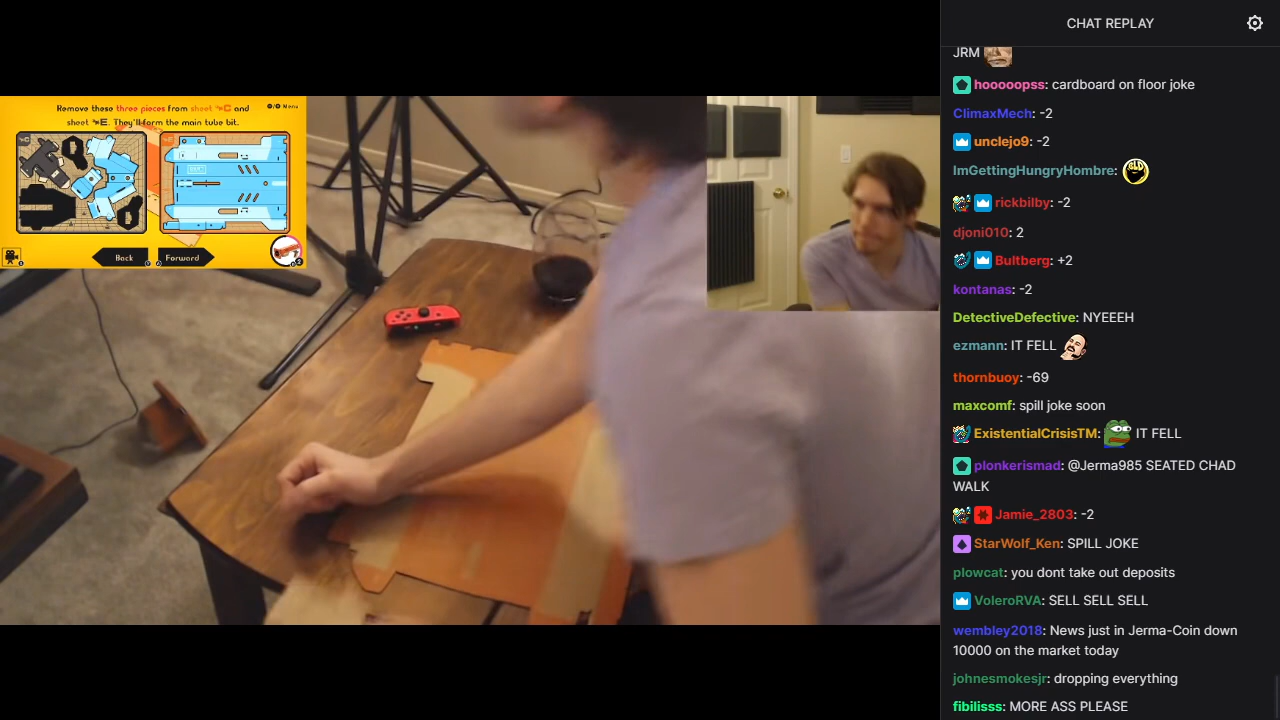 Remove these three pieces from sheet C and
Menu
sheet E. They'll form the main tube bit.
Back
Forward
CHAT REPLAY
JRM
hooooopss: cardboard on floor joke
ClimaxMech: -2
unclejo9: -2
ImGettingHungryHombre:
rickbilby: -2
djoni010: 2
Bultberg: +2
kontanas: -2
DetectiveDefective: NYEEEH
ezmann: IT FELL
thornbuoy: -69
maxcomf: spill joke soon
ExistentialCrisisTM: IT FELL
plonkerismad: @Jerma985 SEATED CHAD
WALK
Jamie_2803: -2
StarWolf_Ken: SPILL JOKE
plowcat: you dont take out deposits
VoleroRVA: SELL SELL SELL
wembley2018: News just in Jerma-Coin down
10000 on the market today
johnesmokesjr: dropping everything
fibilisss: MORE ASS PLEASE